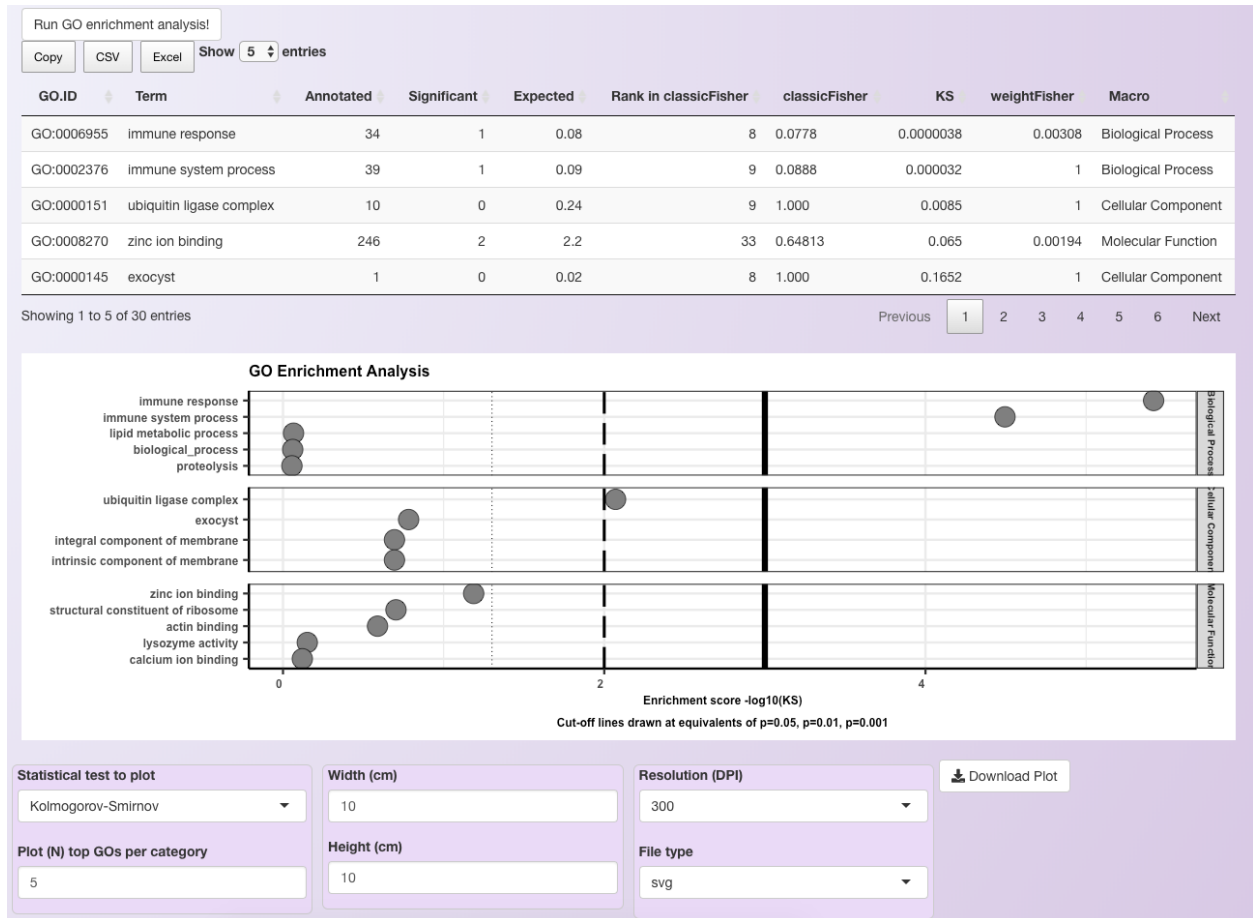 Run GO enrichment analysis!
Copy CSV Excel Show 5 entries
GO.ID Term Annotated Significant Expected Rank in classicFisher classicFisher KS weightFisher Macro
GO:0006955 immune response 34 1 0.08 8 0.0778 0.0000038 0.00308 Biological Process
GO:0002376 immune system process 39 1 0.09 9 0.0888 0.000032 1 Biological Process
GO:0000151 ubiquitin ligase complex 10 0 0.24 9 1.000 0.0085 1 Cellular Component
GO:0008270 zinc ion binding 246 2 2.2 33 0.64813 0.065 0.00194 Molecular Function
GO:0000145 exocyst 1 0 0.02 8 1.000 0.1652 1 Cellular Component
Showing 1 to 5 of 30 entries Previous 1 2 3 4 5 6 Next
GO Enrichment Analysis
immune response
immune system process
lipid metabolic process
biological_process
proteolysis
Biological Process
ubiquitin ligase complex
exocyst
integral component of membrane
intrinsic component of membrane
Cellular Component
zinc ion binding
structural constituent of ribosome
actin binding
lysozyme activity
calcium ion binding
Molecular Function
0 2 4
Enrichment score -log10(KS)
Cut-off lines drawn at equivalents of p=0.05, p=0.01, p=0.001
Statistical test to plot Width (cm) Resolution (DPI) Download Plot
Kolmogorov-Smirnov 10 300
Plot (N) top GOs per category Height (cm) File type
5 10 svg